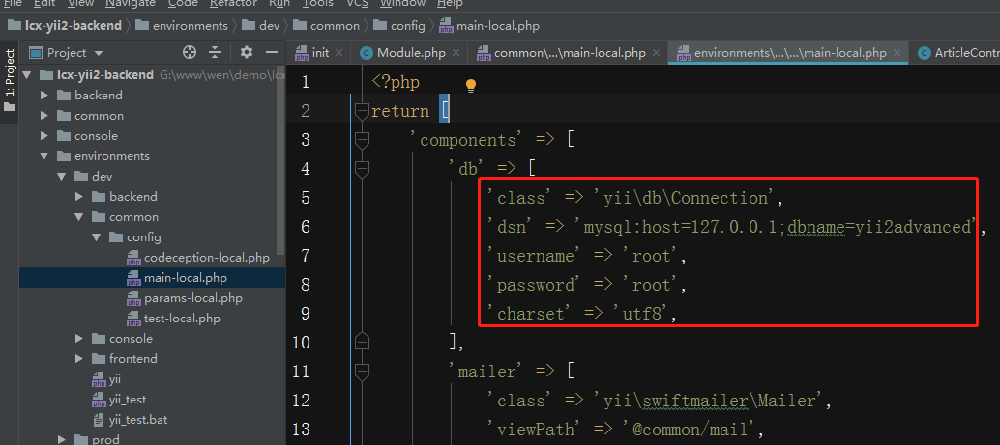 File Edit View Navigate Code Refactor Run Tools VCS Window Help
lcx-yii2-backend environments dev common config main-local.php
1: Project
Project
init Module.php common\...\main-local.php environments\...\...\main-local.php ArticleContr
lcx-yii2-backend G:\www\wen\demo\lcx
backend
common
console
environments
dev
backend
common
config
codeception-local.php
main-local.php
params-local.php
test-local.php
console
frontend
yii
yii_test
yii_test.bat
prod
1 <?php
2 return [
3 'components' => [
4 'db' => [
5 'class' => 'yii\db\Connection',
6 'dsn' => 'mysql:host=127.0.0.1;dbname=yii2advanced',
7 'username' => 'root',
8 'password' => 'root',
9 'charset' => 'utf8',
10 ],
11 'mailer' => [
12 'class' => 'yii\swiftmailer\Mailer',
13 'viewPath' => '@common/mail',